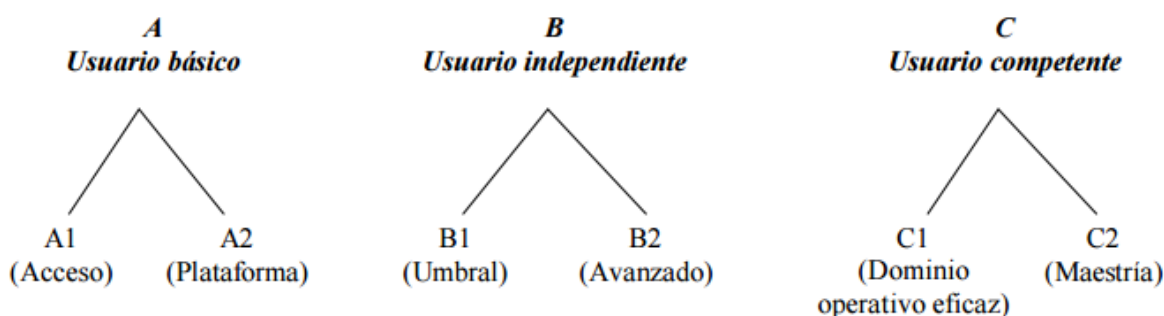 A
Usuario básico
B
Usuario independiente
C
Usuario competente
A1
(Acceso)
A2
(Plataforma)
B1
(Umbral)
B2
(Avanzado)
C1
(Dominio
operativo eficaz)
C2
(Maestría)